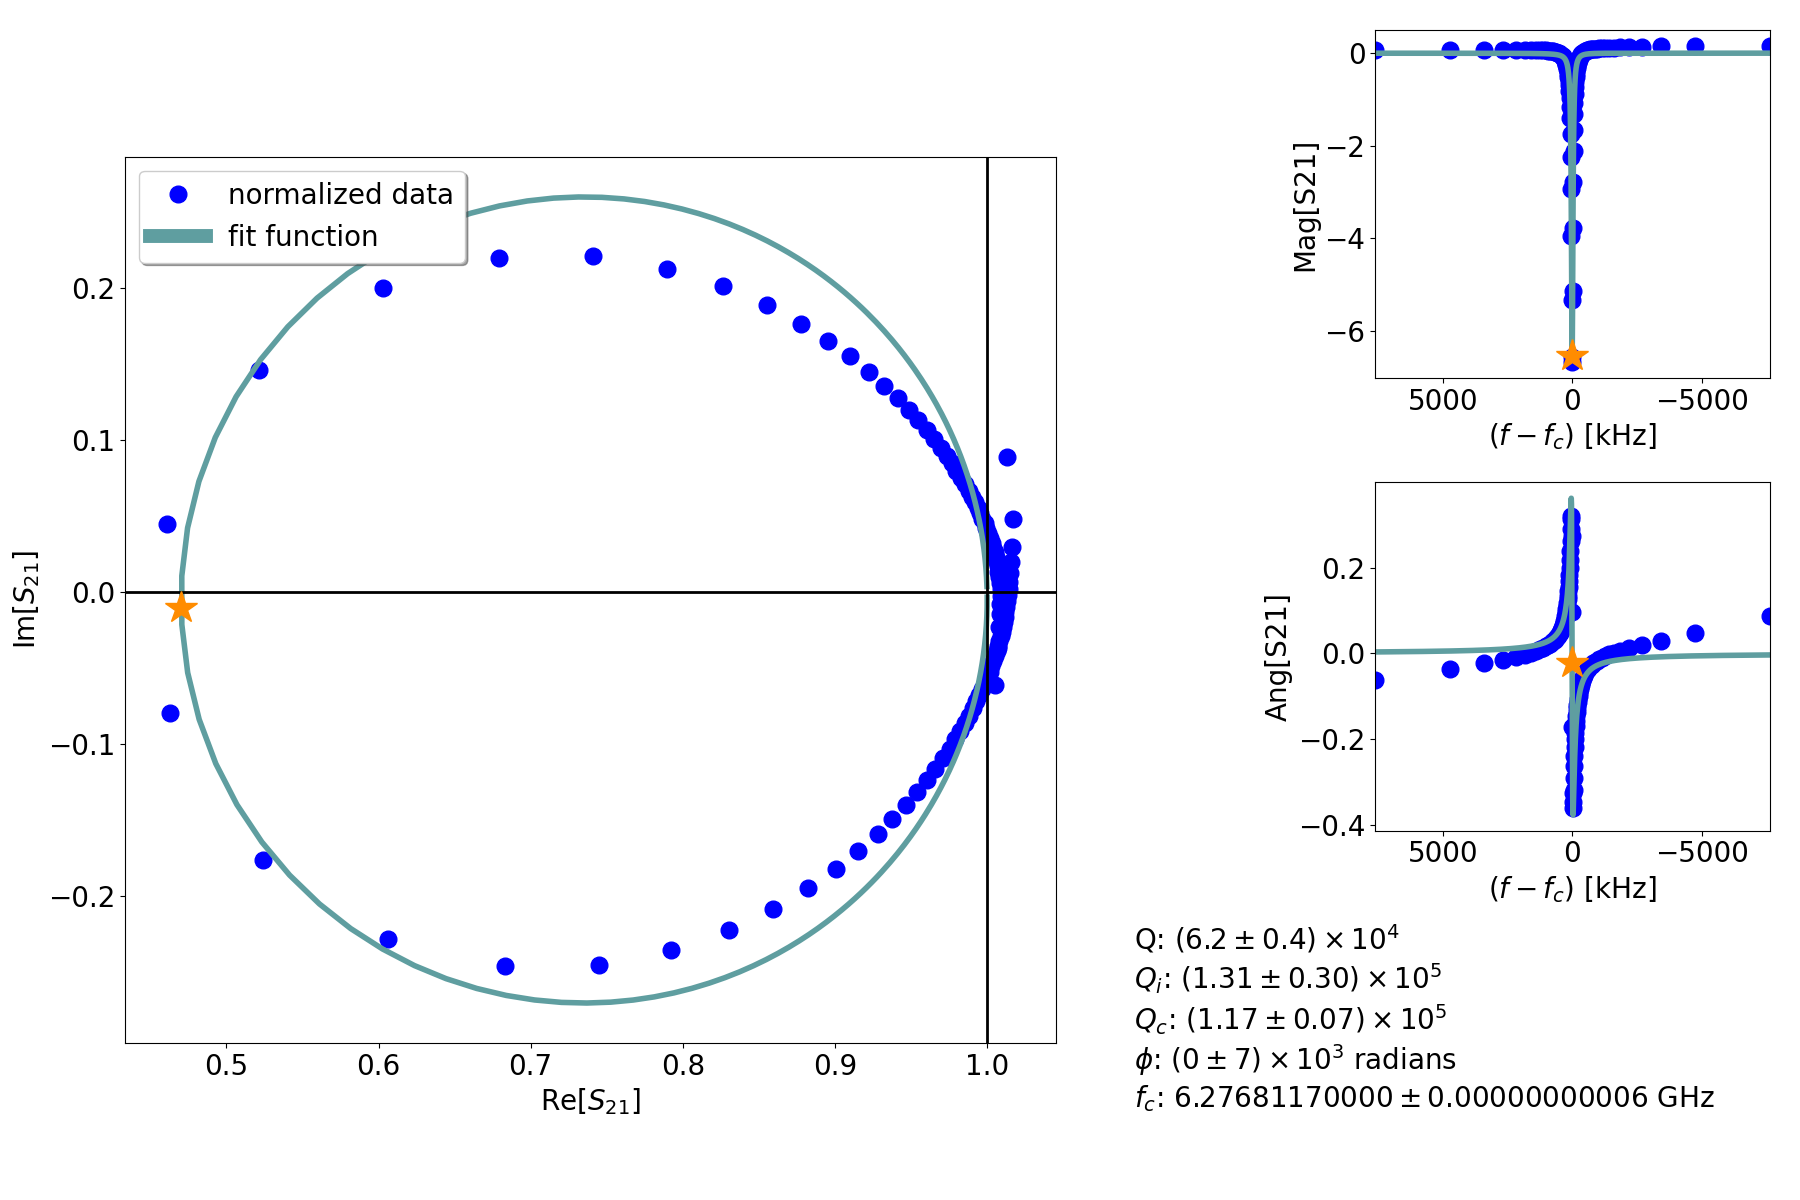 normalized data
fit function
0.2
0.1
0.0
−0.1
−0.2
Im[S21]
0.5
0.6
0.7
0.8
0.9
1.0
Re[S21]
0
−2
−4
−6
Mag[S21]
5000
0
−5000
(f − fc) [kHz]
0.2
0.0
−0.2
−0.4
Ang[S21]
5000
0
−5000
(f − fc) [kHz]
Q: (6.2 ± 0.4) × 10^4
Qi: (1.31 ± 0.30) × 10^5
Qc: (1.17 ± 0.07) × 10^5
ϕ: (0 ± 7) × 10^3 radians
fc: 6.27681170000 ± 0.00000000006 GHz